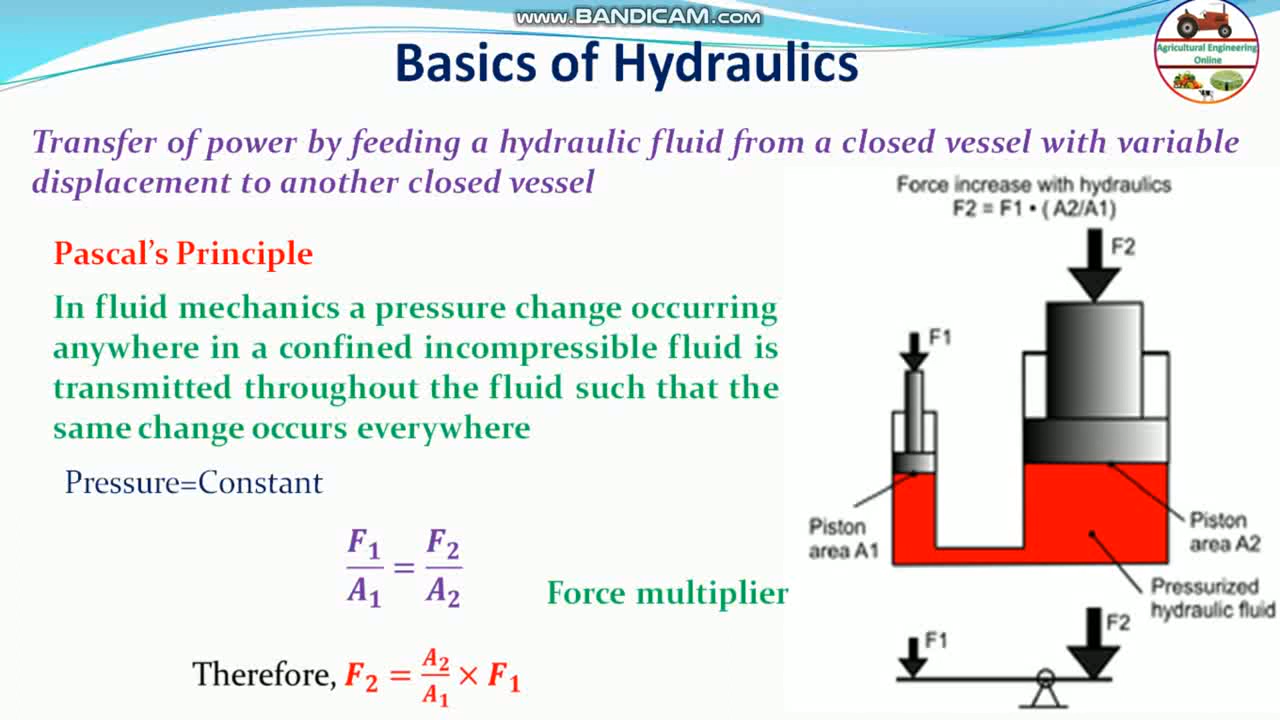 www.BANDICAM.com
Basics of Hydraulics
Agricultural Engineering
Online
Transfer of power by feeding a hydraulic fluid from a closed vessel with variable
displacement to another closed vessel
Pascal's Principle
In fluid mechanics a pressure change occurring
anywhere in a confined incompressible fluid is
transmitted throughout the fluid such that the
same change occurs everywhere
Pressure=Constant
F₁/A₁ = F₂/A₂
Force multiplier
Therefore, F₂ = A₂/A₁ × F₁
Force increase with hydraulics
F2 = F1 • ( A2/A1)
F2
F1
Piston
area A1
Piston
area A2
Pressurized
hydraulic fluid
F1
F2